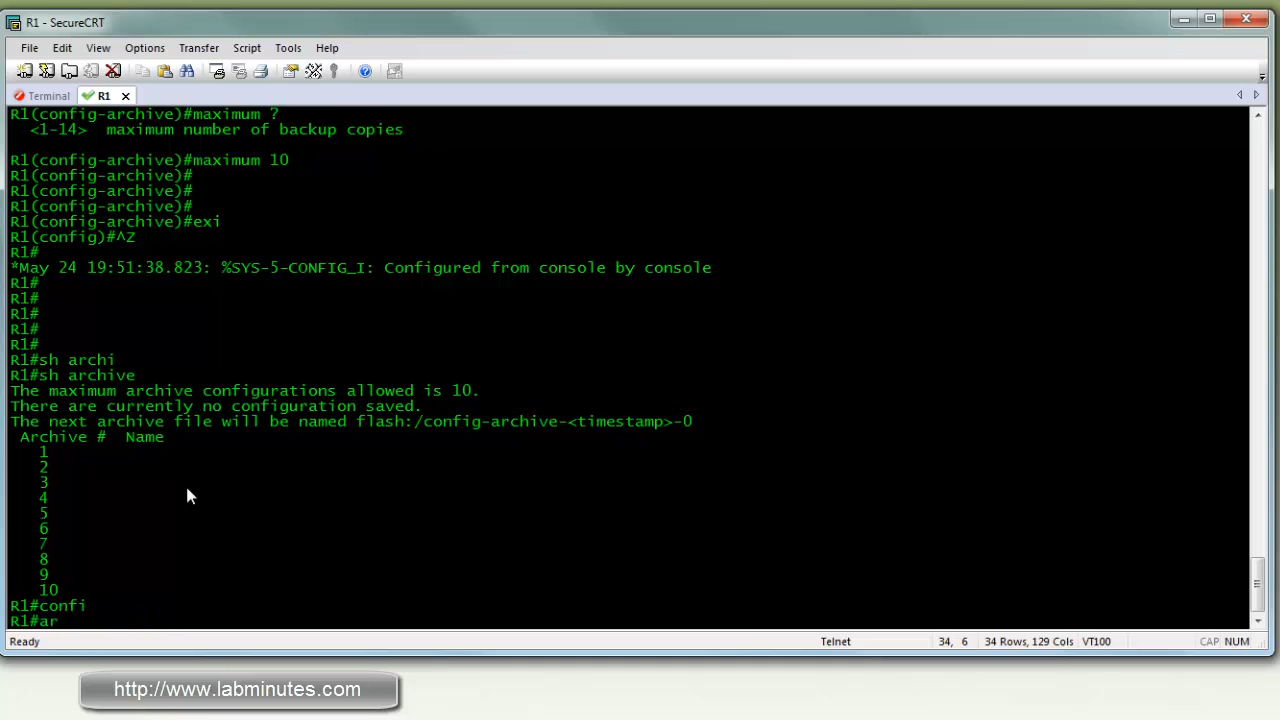 R1 - SecureCRT
File Edit View Options Transfer Script Tools Help
Terminal R1
R1(config-archive)#maximum ?
<1-14> maximum number of backup copies
R1(config-archive)#maximum 10
R1(config-archive)#
R1(config-archive)#
R1(config-archive)#
R1(config-archive)#exi
R1(config)#^Z
R1#
*May 24 19:51:38.823: %SYS-5-CONFIG_I: Configured from console by console
R1#
R1#
R1#
R1#
R1#
R1#sh archi
R1#sh archive
The maximum archive configurations allowed is 10.
There are currently no configuration saved.
The next archive file will be named flash:/config-archive-<timestamp>-0
Archive # Name
1
2
3
4
5
6
7
8
9
10
R1#confi
R1#ar
Ready Telnet 34, 6 34 Rows, 129 Cols VT100 CAP NUM
http://www.labminutes.com